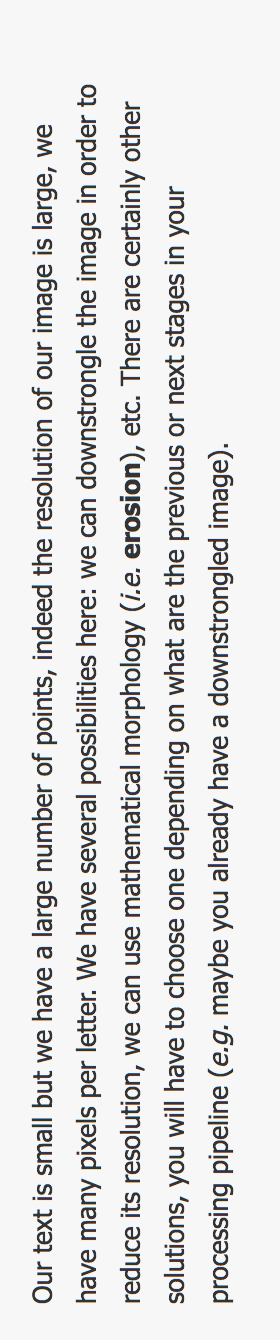 Our text is small but we have a large number of points, indeed the resolution of our image is large, we
have many pixels per letter. We have several possibilities here: we can downstrongle the image in order to
reduce its resolution, we can use mathematical morphology (i.e. erosion), etc. There are certainly other
solutions, you will have to choose one depending on what are the previous or next stages in your
processing pipeline (e.g. maybe you already have a downstrongled image).